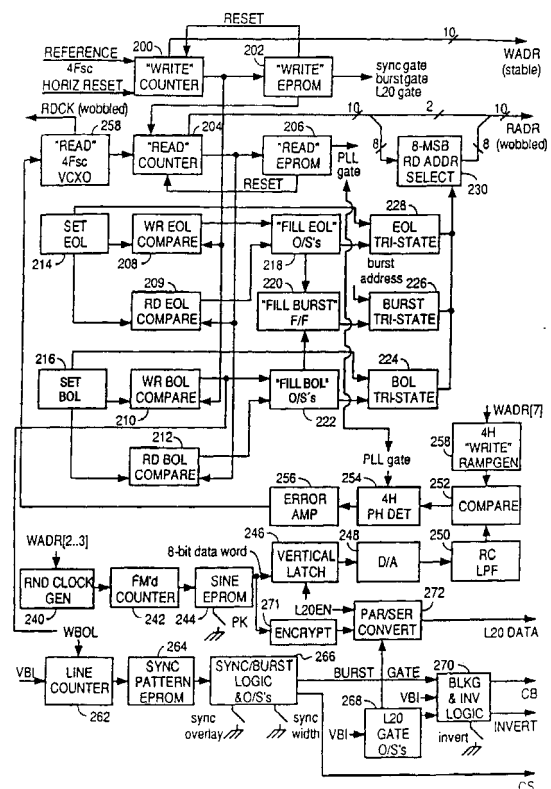 RESET
REFERENCE
4Fsc
HORIZ RESET
200
"WRITE"
COUNTER
202
"WRITE"
EPROM
sync gate
burst gate
L20 gate
10
WADR
(stable)
RDCK (wobbled)
258
"READ"
4Fsc
VCXO
204
"READ"
COUNTER
206
"READ"
EPROM
RESET
PLL
gate
10
2
10
RADR
(wobbled)
8
8-MSB
RD ADDR
SELECT
8
230
SET
EOL
214
WR EOL
COMPARE
208
"FILL EOL"
O/S's
218
228
EOL
TRI-STATE
209
RD EOL
COMPARE
220
"FILL BURST"
F/F
burst
address
226
BURST
TRI-STATE
216
SET
BOL
WR BOL
COMPARE
210
"FILL BOL"
O/S's
222
224
BOL
TRI-STATE
212
RD BOL
COMPARE
WADR[7]
258
4H
"WRITE"
RAMPGEN
PLL gate
256
ERROR
AMP
254
4H
PH DET
252
COMPARE
WADR[2..3]
8-bit data word
246
VERTICAL
LATCH
248
D/A
250
RC
LPF
RND CLOCK
GEN
240
FM'd
COUNTER
242
SINE
EPROM
244
PK
271
ENCRYPT
L20EN
272
PAR/SER
CONVERT
L20 DATA
WBOL
VBI
LINE
COUNTER
262
264
SYNC
PATTERN
EPROM
266
SYNC/BURST
LOGIC
&O/S's
BURST GATE
sync
overlay
sync
width
VBI
268
L20
GATE
O/S's
VBI
270
BLKG
& INV
LOGIC
invert
CB
INVERT
CS